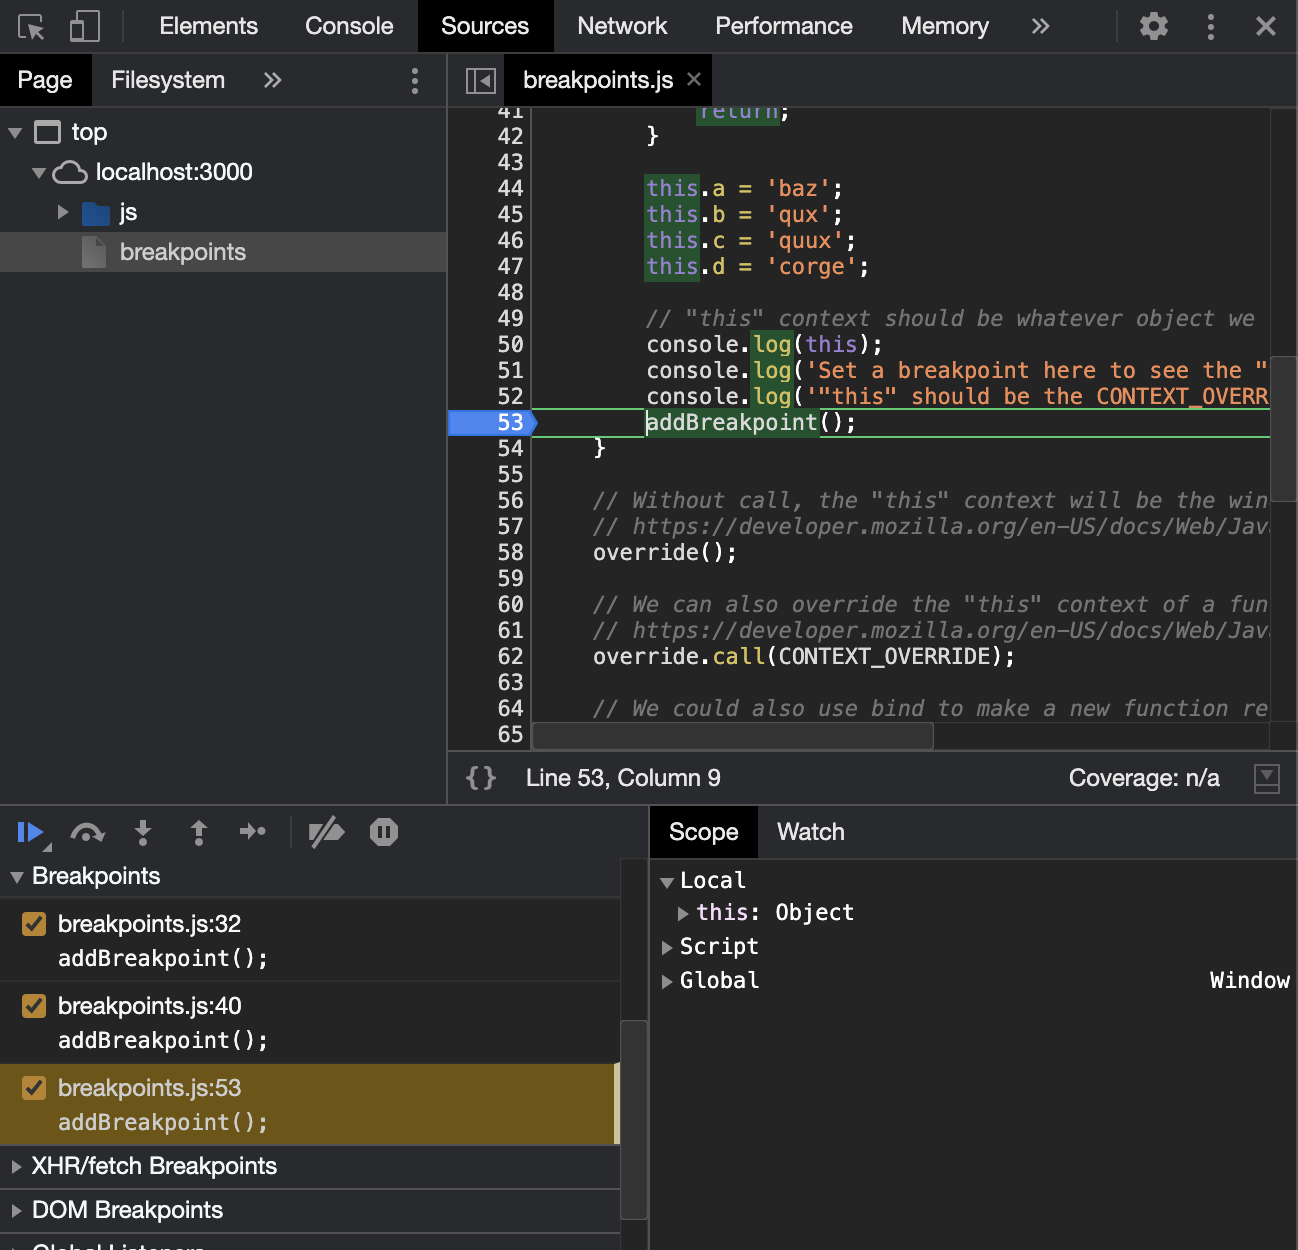 Elements Console Sources Network Performance Memory »
Page Filesystem »
breakpoints.js ×
top
localhost:3000
js
breakpoints
41 return;
42 }
43
44 this.a = 'baz';
45 this.b = 'qux';
46 this.c = 'quux';
47 this.d = 'corge';
48
49 // "this" context should be whatever object we
50 console.log(this);
51 console.log('Set a breakpoint here to see the "
52 console.log('"this" should be the CONTEXT_OVERR
53 addBreakpoint();
54 }
55
56 // Without call, the "this" context will be the win
57 // https://developer.mozilla.org/en-US/docs/Web/Jav
58 override();
59
60 // We can also override the "this" context of a fun
61 // https://developer.mozilla.org/en-US/docs/Web/Jav
62 override.call(CONTEXT_OVERRIDE);
63
64 // We could also use bind to make a new function re
65
{} Line 53, Column 9 Coverage: n/a
Breakpoints
breakpoints.js:32
addBreakpoint();
breakpoints.js:40
addBreakpoint();
breakpoints.js:53
addBreakpoint();
XHR/fetch Breakpoints
DOM Breakpoints
Global Listeners
Scope Watch
Local
this: Object
Script
Global Window